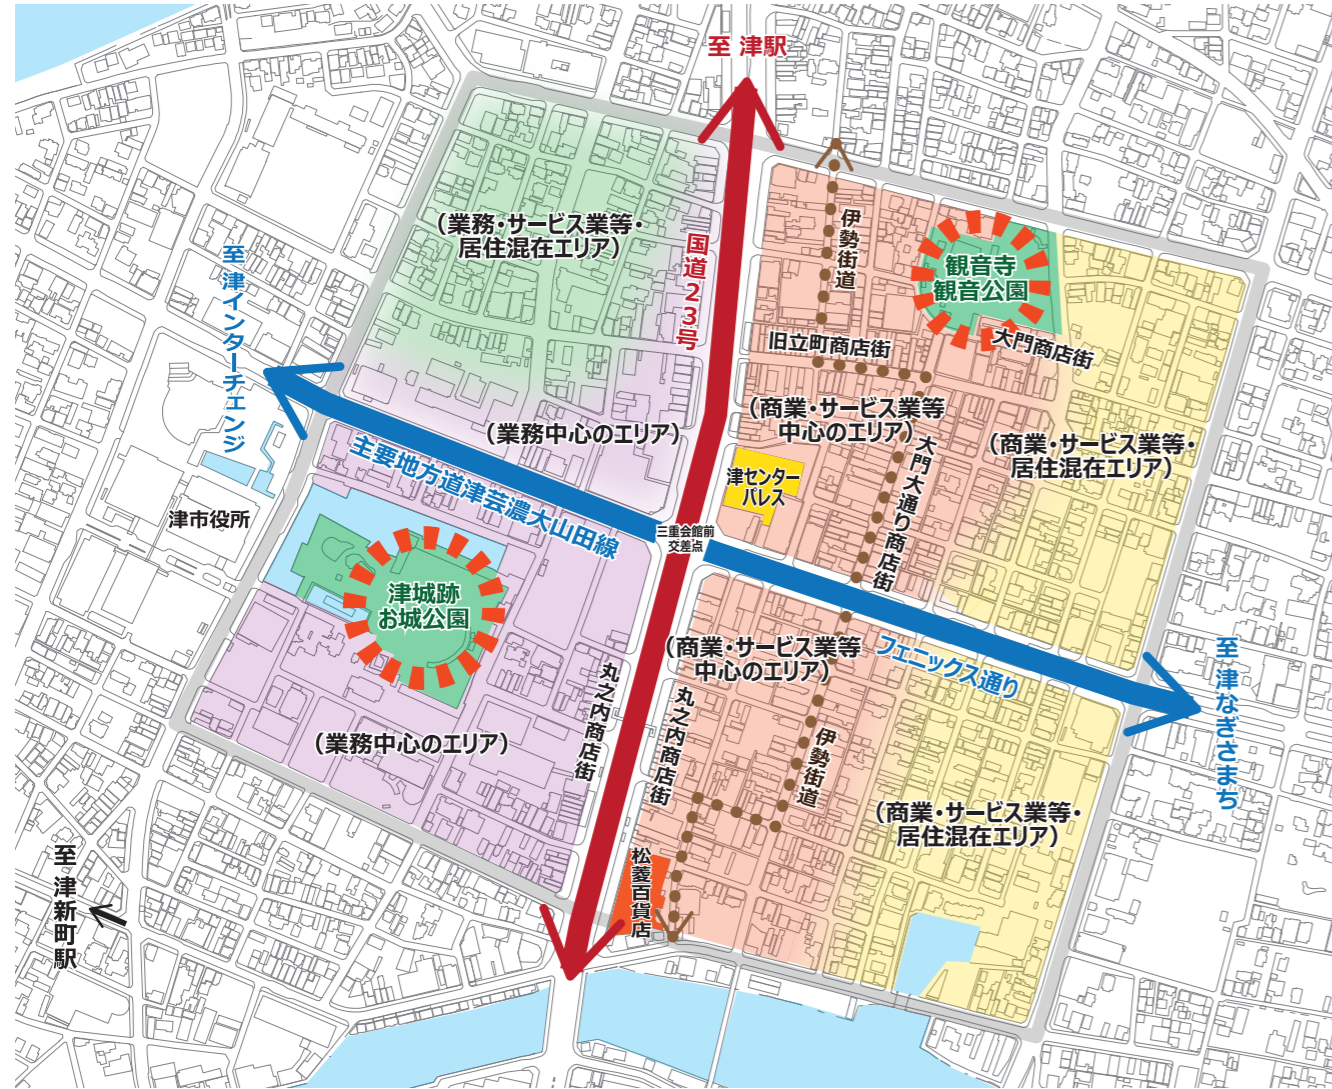 至 津駅
(業務・サービス業等・
居住混在エリア)
国道23号
伊勢街道
観音寺
観音公園
至 津インターチェンジ
旧立町商店街
大門商店街
(業務中心のエリア)
(商業・サービス業等
中心のエリア)
(商業・サービス業等・
居住混在エリア)
主要地方道津芸濃大山田線
大門大通り商店街
津センター
パレス
津市役所
三重会館前
交差点
津城跡
お城公園
(商業・サービス業等
中心のエリア)
フェニックス通り
至 津なぎさまち
丸之内商店街
丸之内商店街
(業務中心のエリア)
伊勢街道
(商業・サービス業等・
居住混在エリア)
松菱百貨店
至 津新町駅